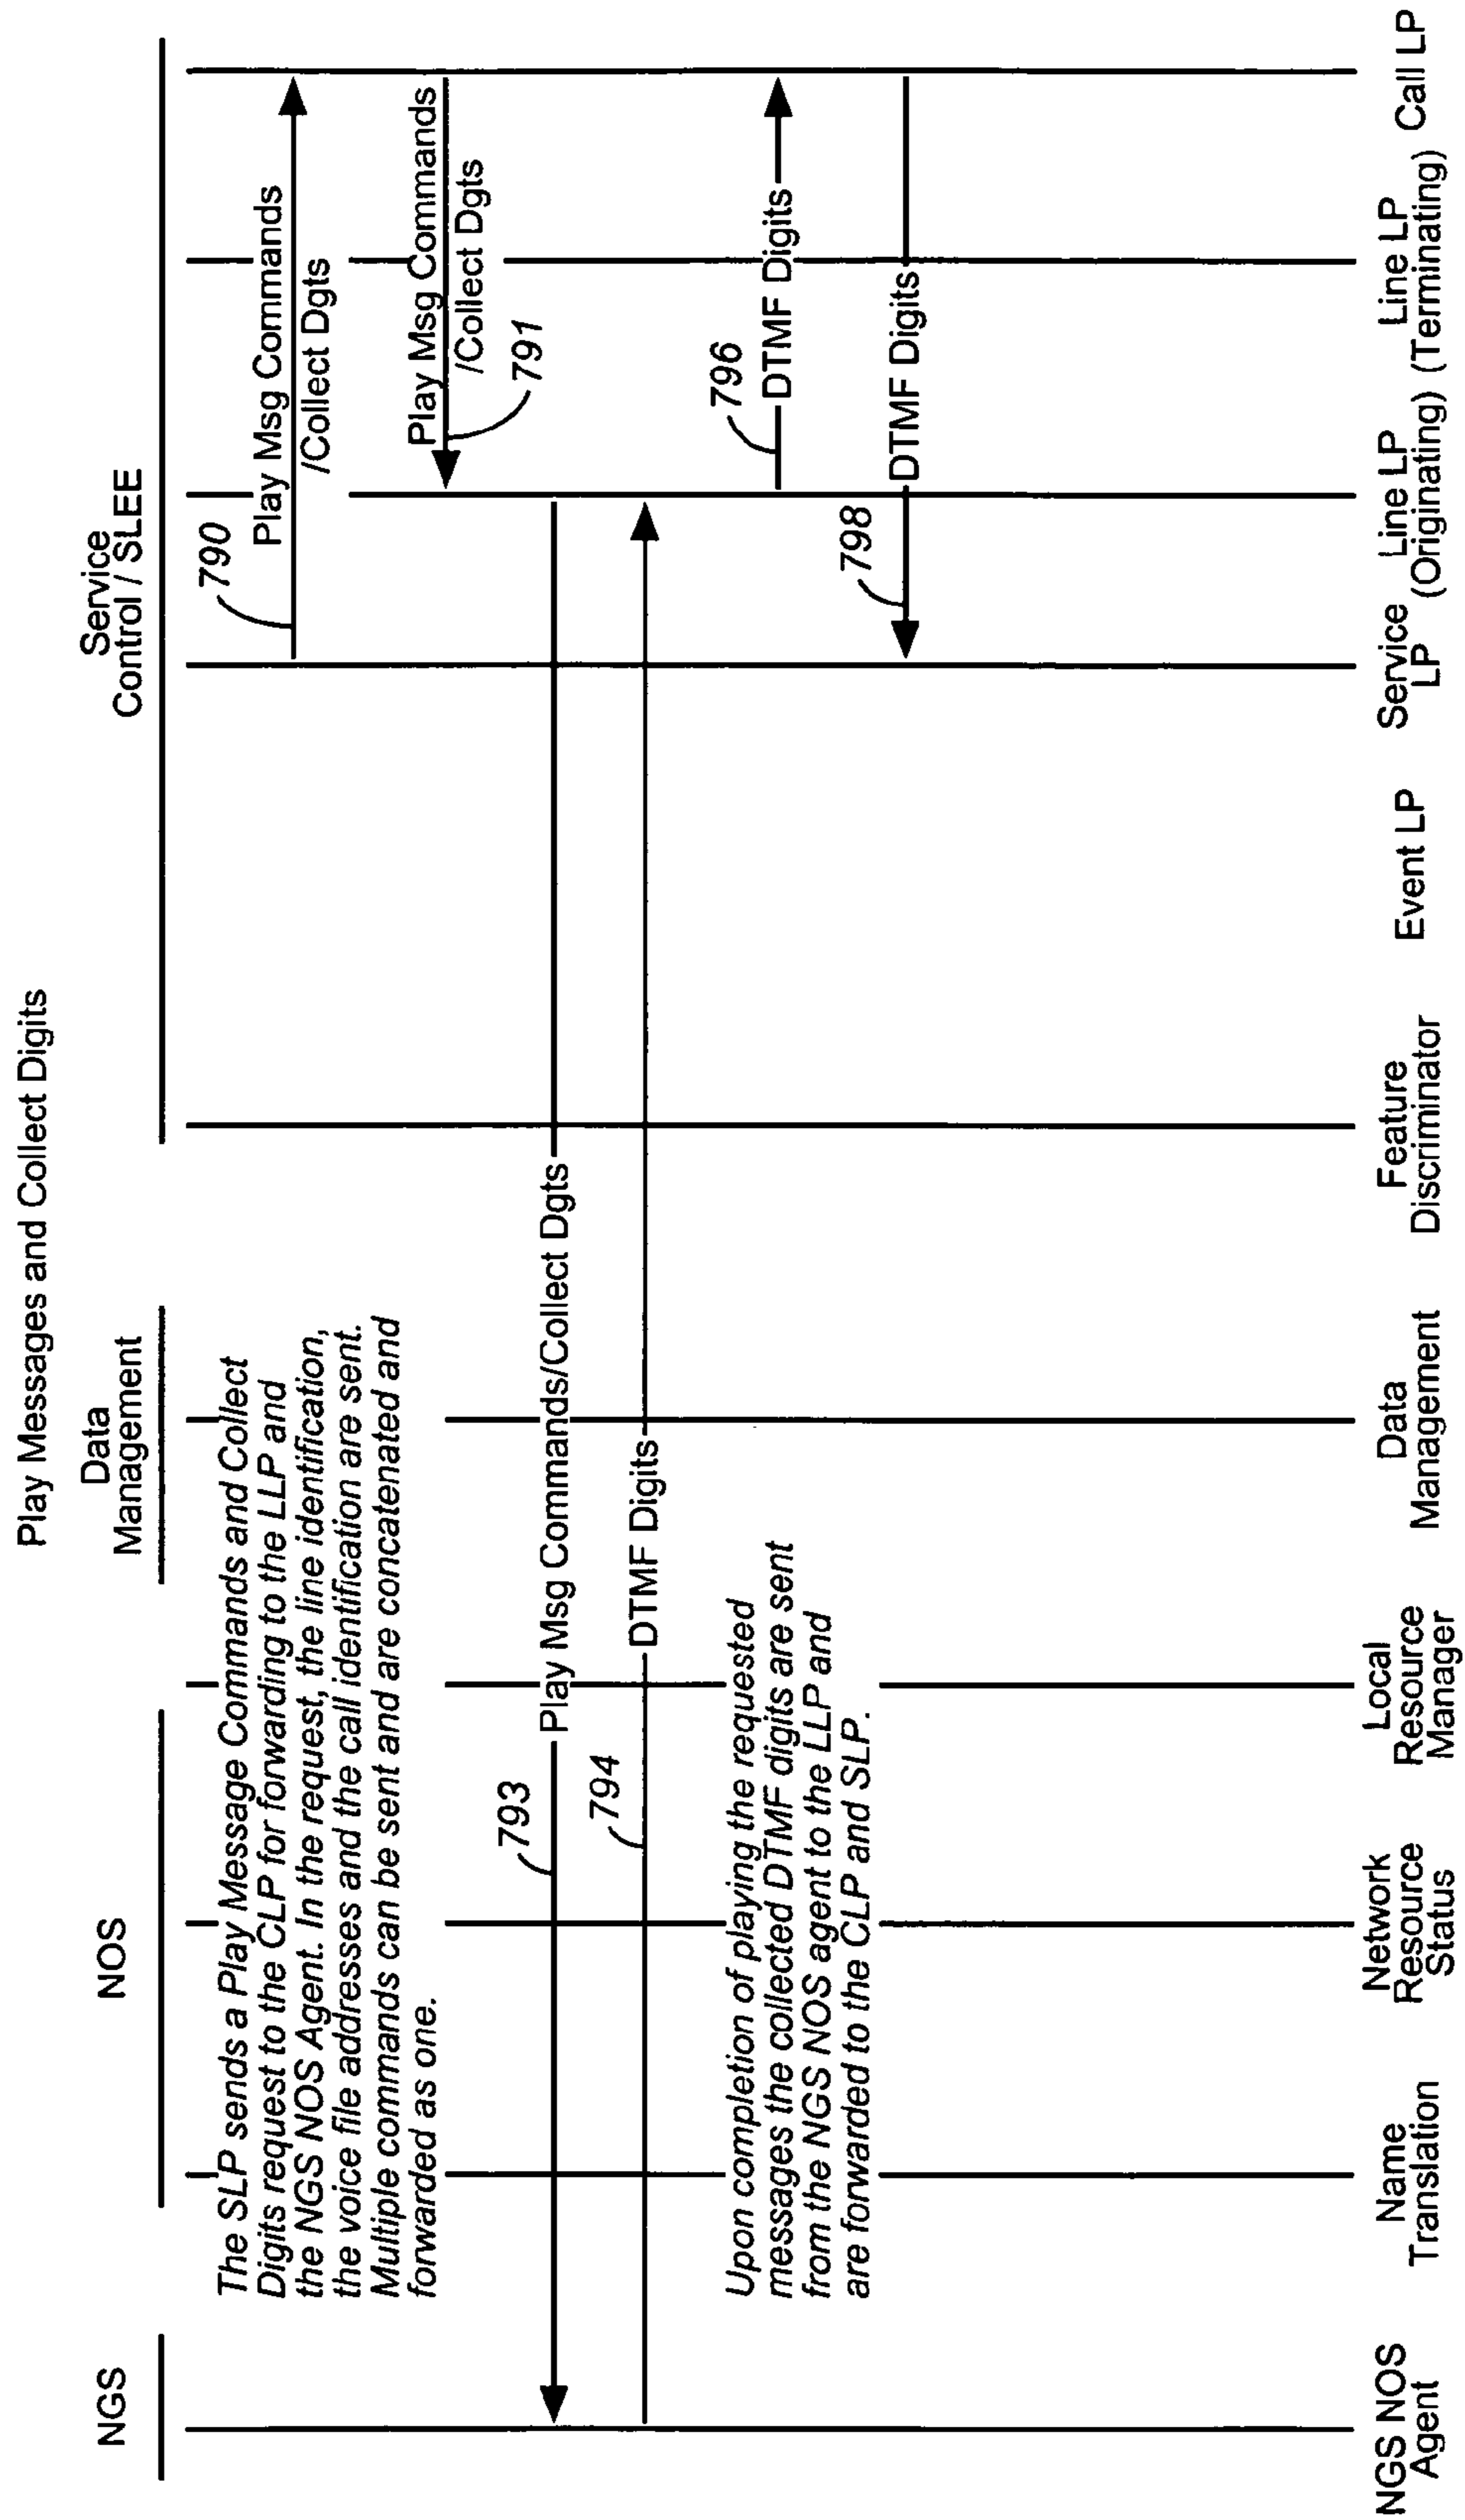 Play Messages and Collect Digits
NGS
NOS
Data
Management
Service
Control / SLEE
The SLP sends a Play Message Commands and Collect
Digits request to the CLP for forwarding to the LLP and
the NGS NOS Agent. In the request, the line identification,
the voice file addresses and the call identification are sent.
Multiple commands can be sent and are concatenated and
forwarded as one.
790
Play Msg Commands
/Collect Dgts
Play Msg Commands
/Collect Dgts
791
793
Play Msg Commands/Collect Dgts
794
DTMF Digits
Upon completion of playing the requested
messages the collected DTMF digits are sent
from the NGS NOS agent to the LLP and
are forwarded to the CLP and SLP.
796
DTMF Digits
798
DTMF Digits
NGS NOS
Agent
Name
Translation
Network
Resource
Status
Local
Resource
Manager
Data
Management
Feature
Discriminator
Event LP
Service
LP
Line LP
(Originating)
Line LP
(Terminating)
Call LP